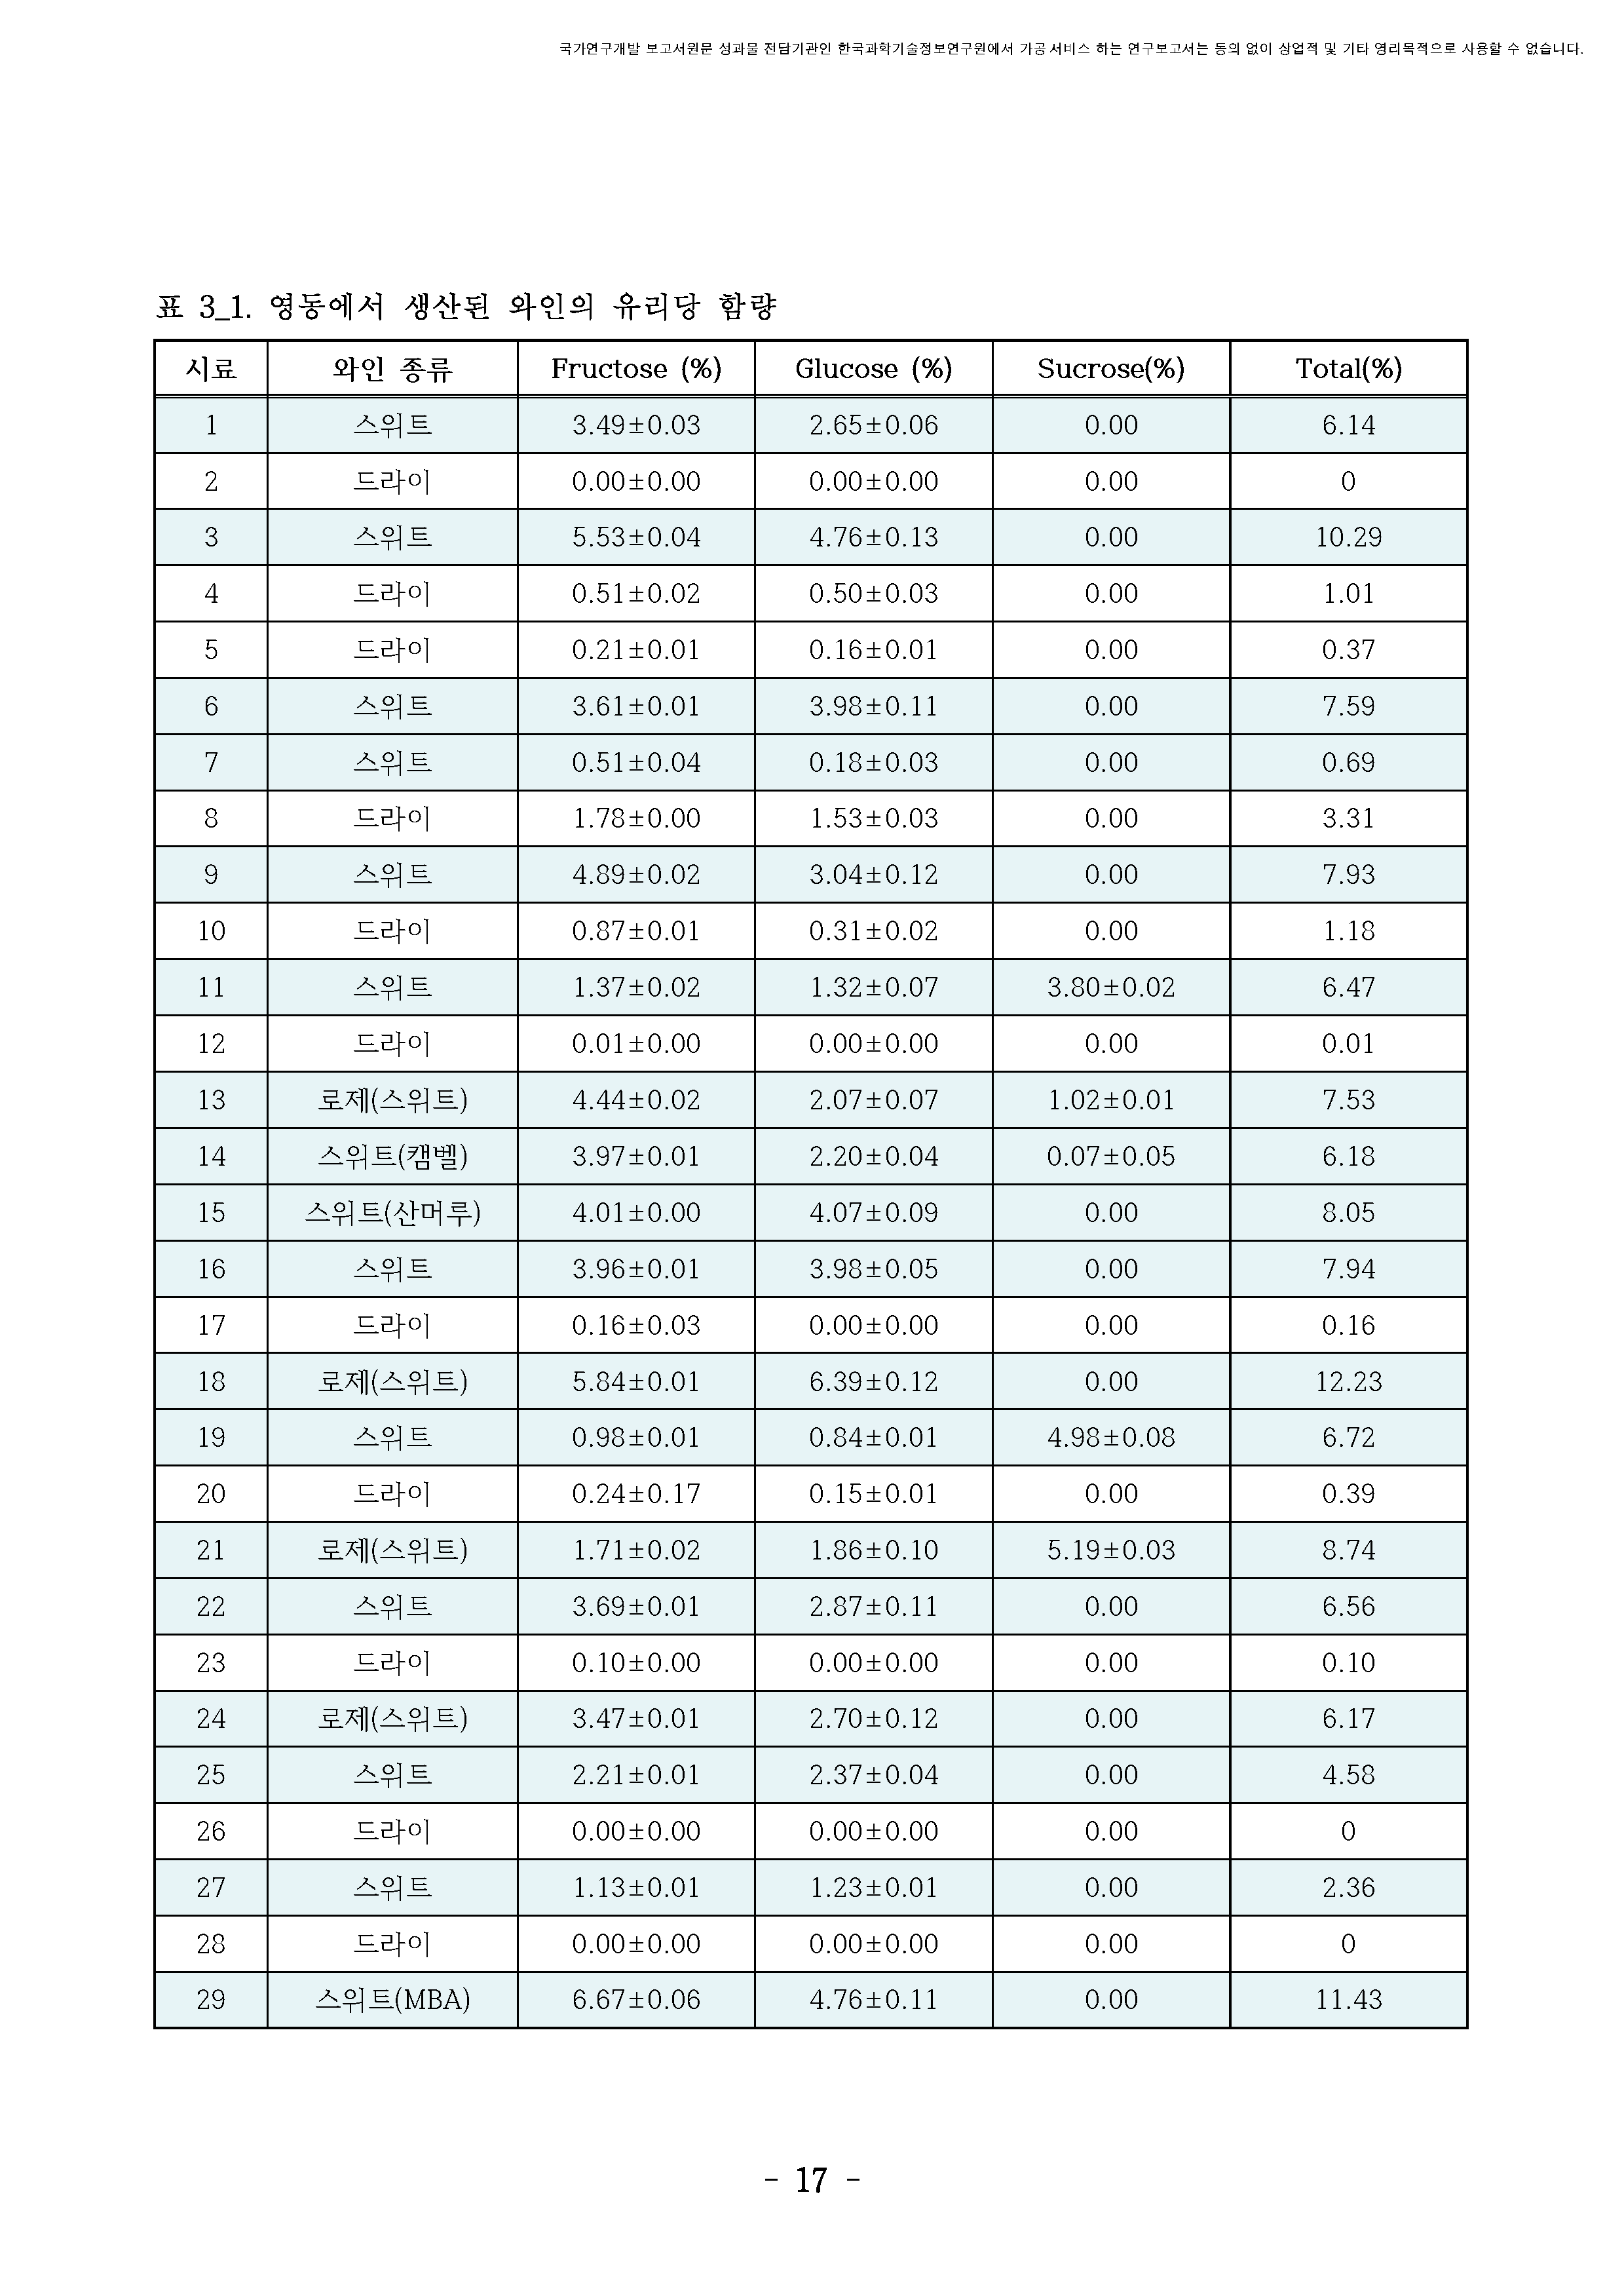 국가연구개발 보고서원문 성과물 전담기관인 한국과학기술정보연구원에서 가공·서비스 하는 연구보고서는 동의 없이 상업적 및 기타 영리목적으로 사용할 수 없습니다.
표 3_1. 영동에서 생산된 와인의 유리당 함량
시료 와인 종류 Fructose (%) Glucose (%) Sucrose(%) Total(%)
1 스위트 3.49±0.03 2.65±0.06 0.00 6.14
2 드라이 0.00±0.00 0.00±0.00 0.00 0
3 스위트 5.53±0.04 4.76±0.13 0.00 10.29
4 드라이 0.51±0.02 0.50±0.03 0.00 1.01
5 드라이 0.21±0.01 0.16±0.01 0.00 0.37
6 스위트 3.61±0.01 3.98±0.11 0.00 7.59
7 스위트 0.51±0.04 0.18±0.03 0.00 0.69
8 드라이 1.78±0.00 1.53±0.03 0.00 3.31
9 스위트 4.89±0.02 3.04±0.12 0.00 7.93
10 드라이 0.87±0.01 0.31±0.02 0.00 1.18
11 스위트 1.37±0.02 1.32±0.07 3.80±0.02 6.47
12 드라이 0.01±0.00 0.00±0.00 0.00 0.01
13 로제(스위트) 4.44±0.02 2.07±0.07 1.02±0.01 7.53
14 스위트(캠벨) 3.97±0.01 2.20±0.04 0.07±0.05 6.18
15 스위트(산머루) 4.01±0.00 4.07±0.09 0.00 8.05
16 스위트 3.96±0.01 3.98±0.05 0.00 7.94
17 드라이 0.16±0.03 0.00±0.00 0.00 0.16
18 로제(스위트) 5.84±0.01 6.39±0.12 0.00 12.23
19 스위트 0.98±0.01 0.84±0.01 4.98±0.08 6.72
20 드라이 0.24±0.17 0.15±0.01 0.00 0.39
21 로제(스위트) 1.71±0.02 1.86±0.10 5.19±0.03 8.74
22 스위트 3.69±0.01 2.87±0.11 0.00 6.56
23 드라이 0.10±0.00 0.00±0.00 0.00 0.10
24 로제(스위트) 3.47±0.01 2.70±0.12 0.00 6.17
25 스위트 2.21±0.01 2.37±0.04 0.00 4.58
26 드라이 0.00±0.00 0.00±0.00 0.00 0
27 스위트 1.13±0.01 1.23±0.01 0.00 2.36
28 드라이 0.00±0.00 0.00±0.00 0.00 0
29 스위트(MBA) 6.67±0.06 4.76±0.11 0.00 11.43
- 17 -